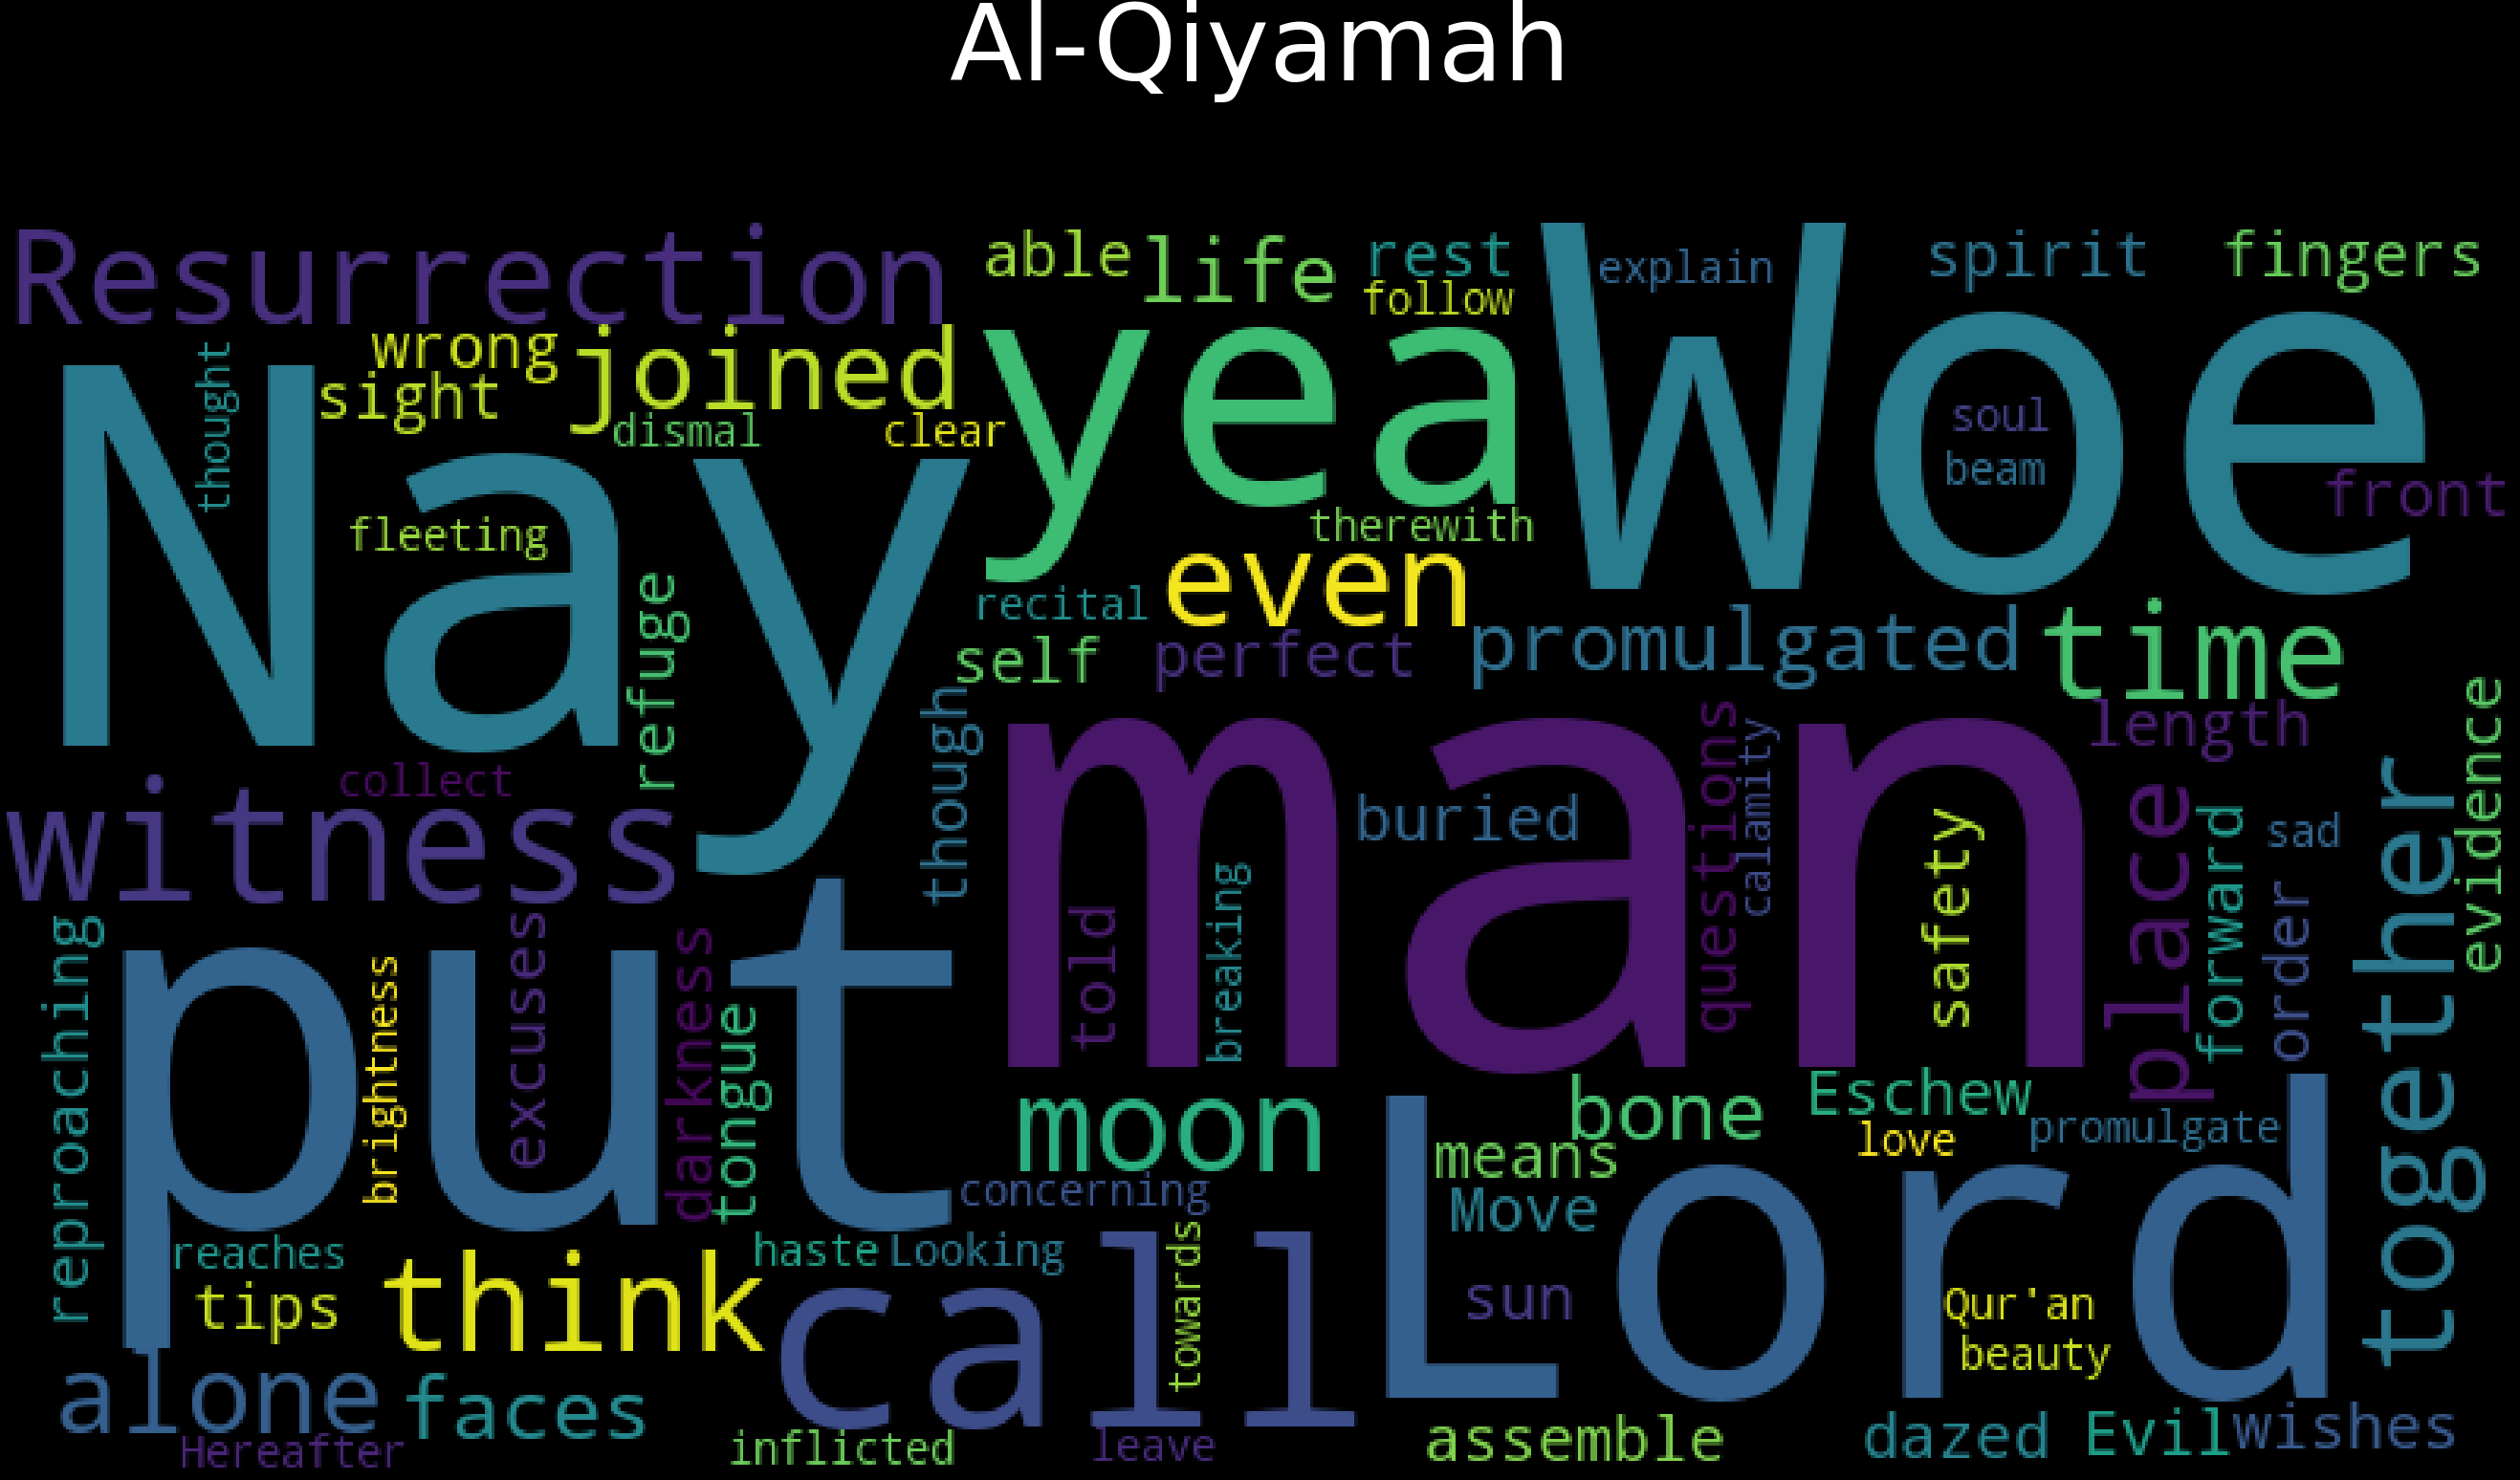 Al-Qiyamah
Resurrection
able
life
rest
follow
explain
spirit
fingers
wrong
joined
thought
sight
dismal
clear
Nay
yea
Woe
soul
beam
front
fleeting
therewith
refuge
recital
even
self
perfect
promulgated
time
length
evidence
collect
witness
though
man
buried
questions
calamity
safety
place
forward
sad
order
together
told
breaking
reproaching
put
brightness
excuses
darkness
tongue
moon
concerning
bone
means
Move
Eschew
love
promulgate
reaches
tips
think
haste
Looking
call
towards
Lord
sun
Qur'an
beauty
alone
faces
Hereafter
inflicted
leave
assemble
dazed
Evil
wishes